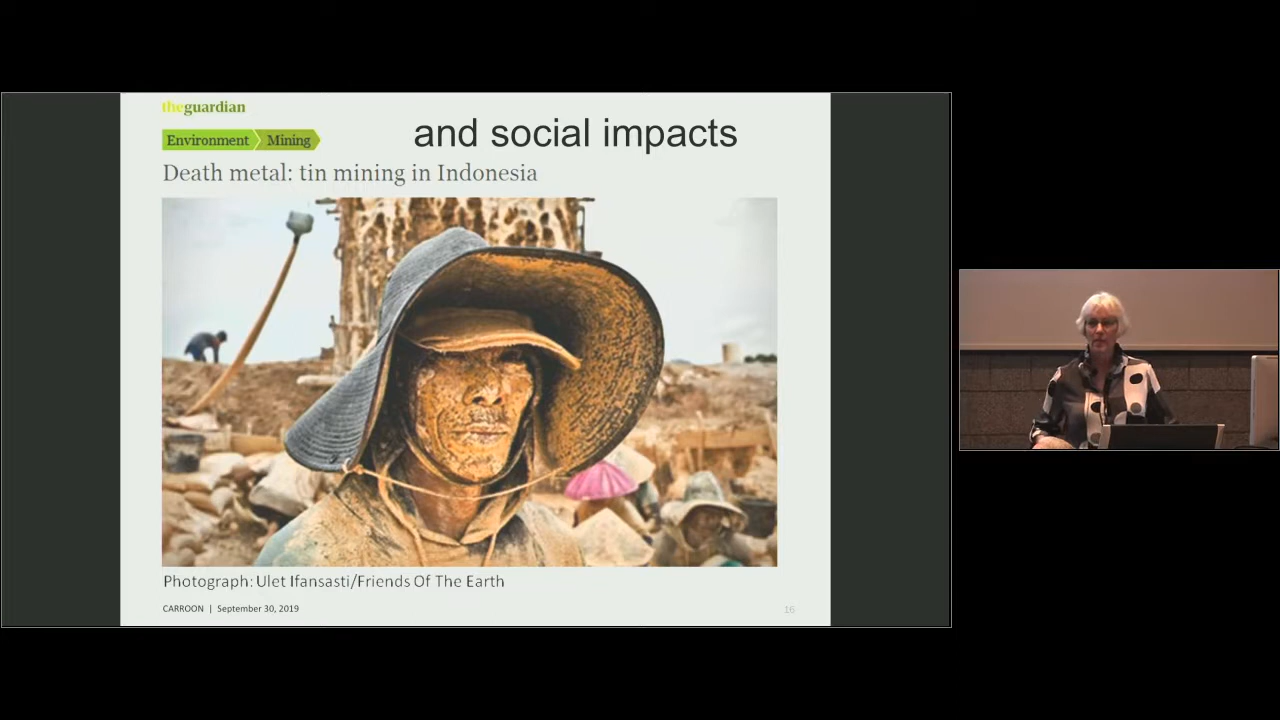 theguardian
and social impacts
Environment Mining
Death metal: tin mining in Indonesia
Photograph: Ulet Ifansasti/Friends Of The Earth
CARROON | September 30, 2019
16